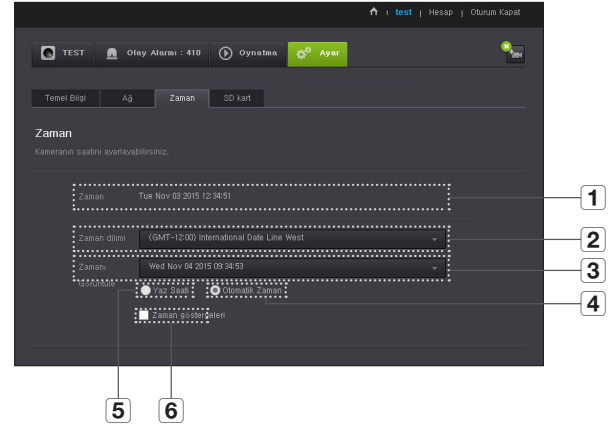 test | Hesap | Oturum Kapat
TEST Olay Alarmı : 410 Oynatma Ayar
M
Temel Bilgi Ağ Zaman SD kart
Zaman
Kameranın saatini ayarlayabilirsiniz.
Zaman Tue Nov 03 2015 12:34:51
1
Zaman dilimi (GMT-12:00) International Date Line West
2
Zamanı Wed Nov 04 2015 09:34:53
3
Görüntüle Yaz Saati Otomatik Zaman
4
Zaman göstergeleri
5 6